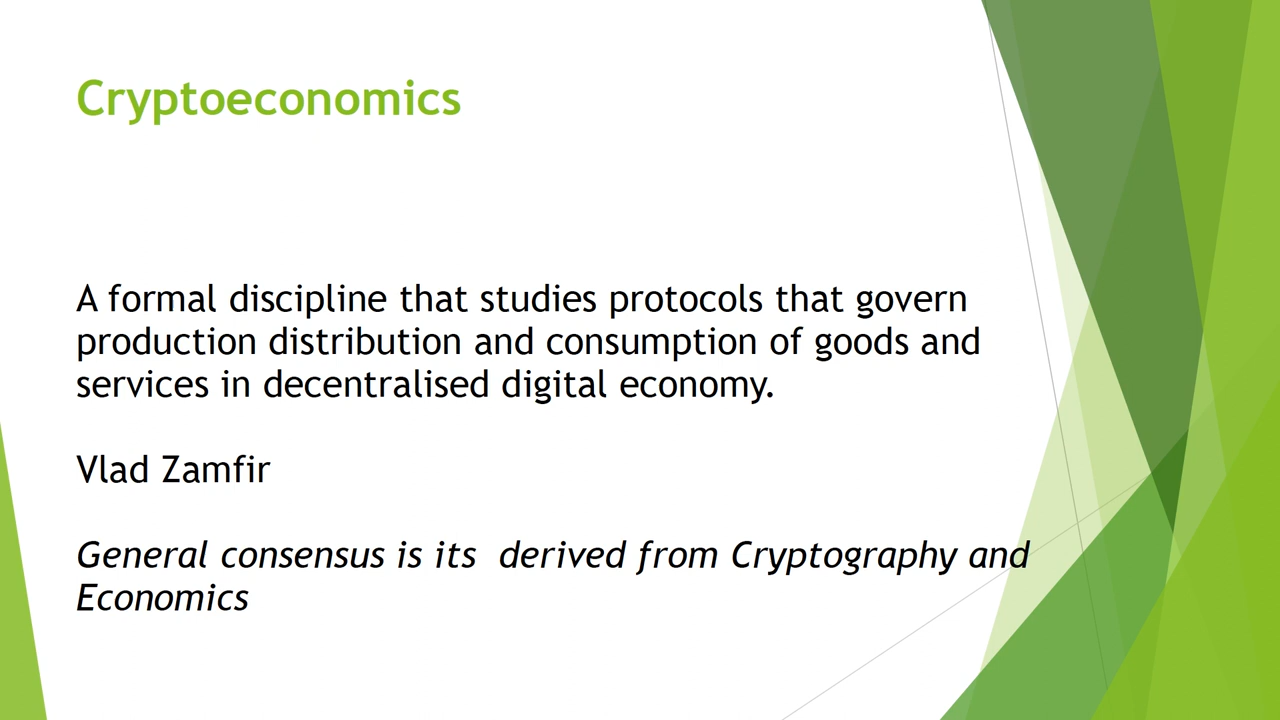 Cryptoeconomics
A formal discipline that studies protocols that govern
production distribution and consumption of goods and
services in decentralised digital economy.
Vlad Zamfir
General consensus is its  derived from Cryptography and
Economics